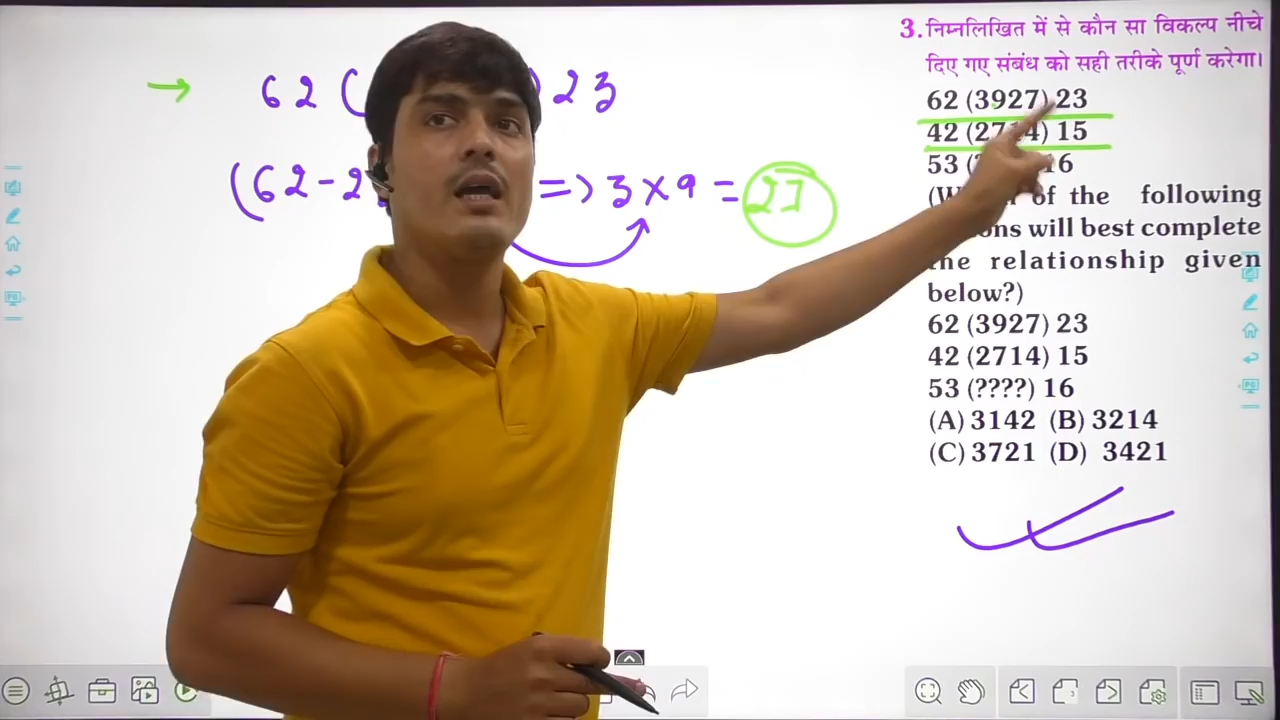 → 62 ( ) 23
(62-2 => 3 x 9 = 27
3. निम्नलिखित में से कौन सा विकल्प नीचे
दिए गए संबंध को सही तरीके पूर्ण करेगा।
62 (3927) 23
42 (2714) 15
53 ( 16
of the following
will best complete
the relationship given
below?)
62 (3927) 23
42 (2714) 15
53 (????) 16
(A) 3142 (B) 3214
(C) 3721 (D) 3421